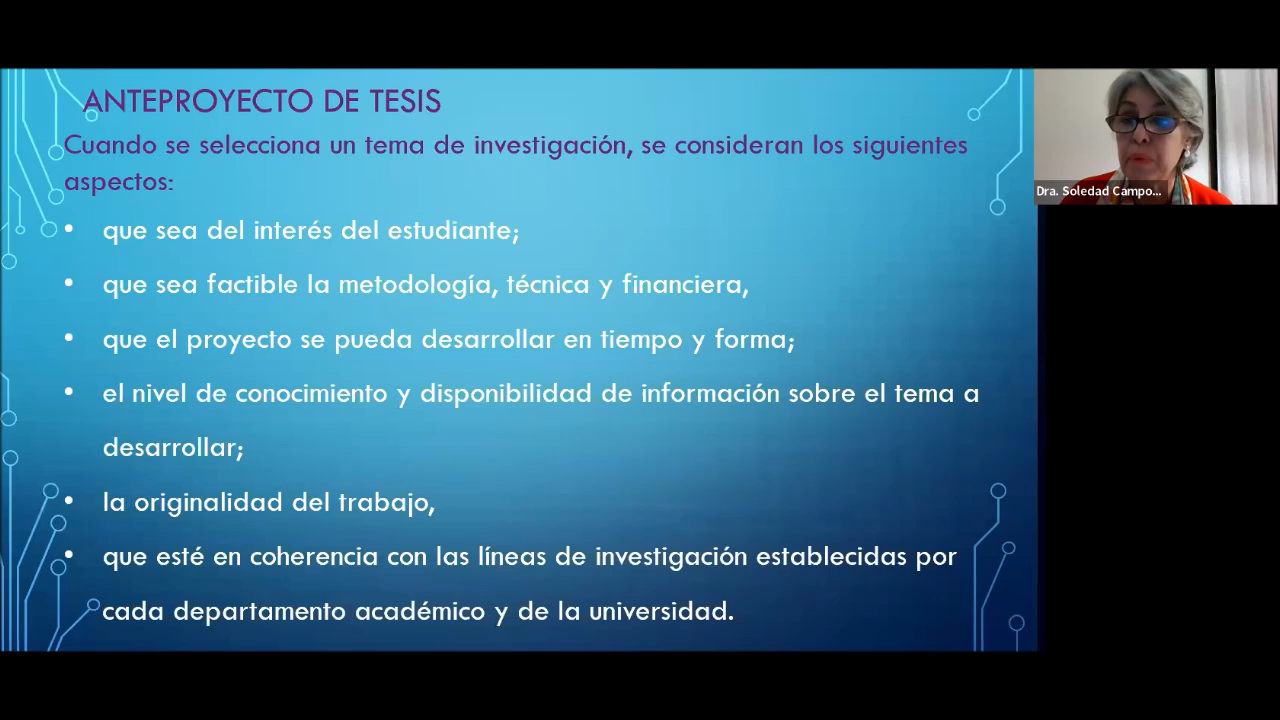 ANTEPROYECTO DE TESIS
Cuando se selecciona un tema de investigación, se consideran los siguientes
aspectos:
• que sea del interés del estudiante;
• que sea factible la metodología, técnica y financiera,
• que el proyecto se pueda desarrollar en tiempo y forma;
• el nivel de conocimiento y disponibilidad de información sobre el tema a
desarrollar;
• la originalidad del trabajo,
• que esté en coherencia con las líneas de investigación establecidas por
cada departamento académico y de la universidad.
Dra. Soledad Campo...